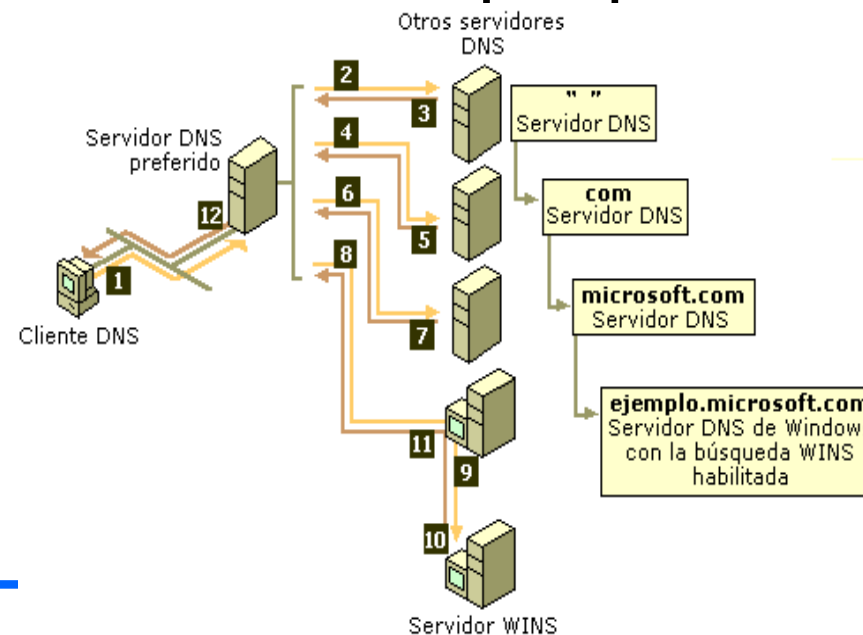 Otros servidores
DNS
2
3
" "
Servidor DNS
Servidor DNS
preferido
4
5
com
Servidor DNS
12
6
7
8
1
microsoft.com
Servidor DNS
Cliente DNS
ejemplo.microsoft.com
Servidor DNS de Window
con la búsqueda WINS
habilitada
11
9
10
Servidor WINS